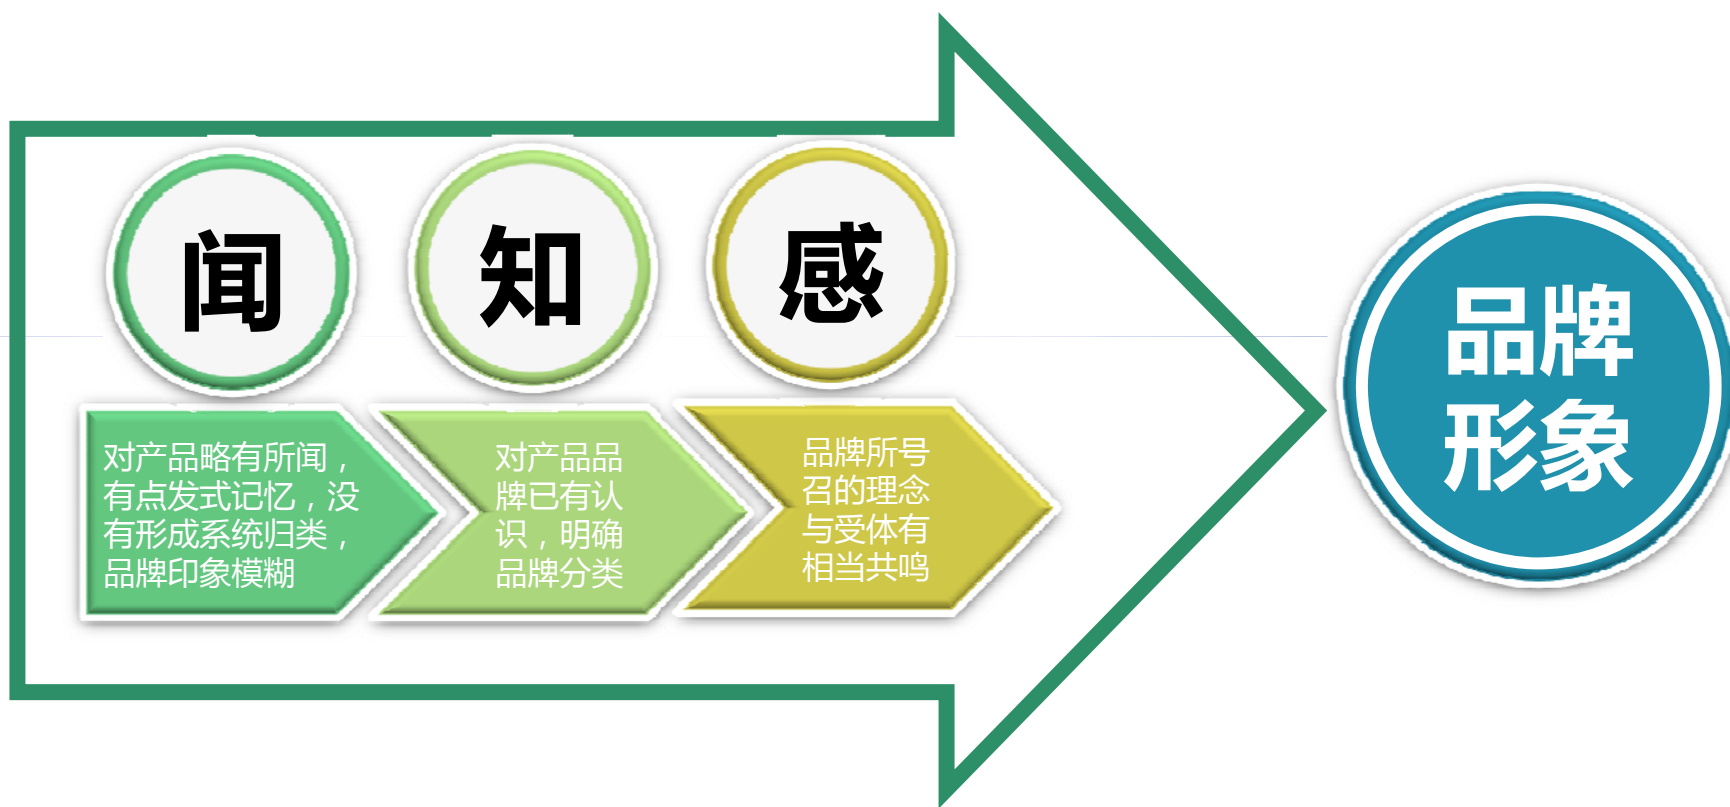 闻
知
感
对产品略有所闻，
有点发式记忆，没
有形成系统归类，
品牌印象模糊
对产品品
牌已有认
识，明确
品牌分类
品牌所号
召的理念
与受体有
相当共鸣
品牌
形象